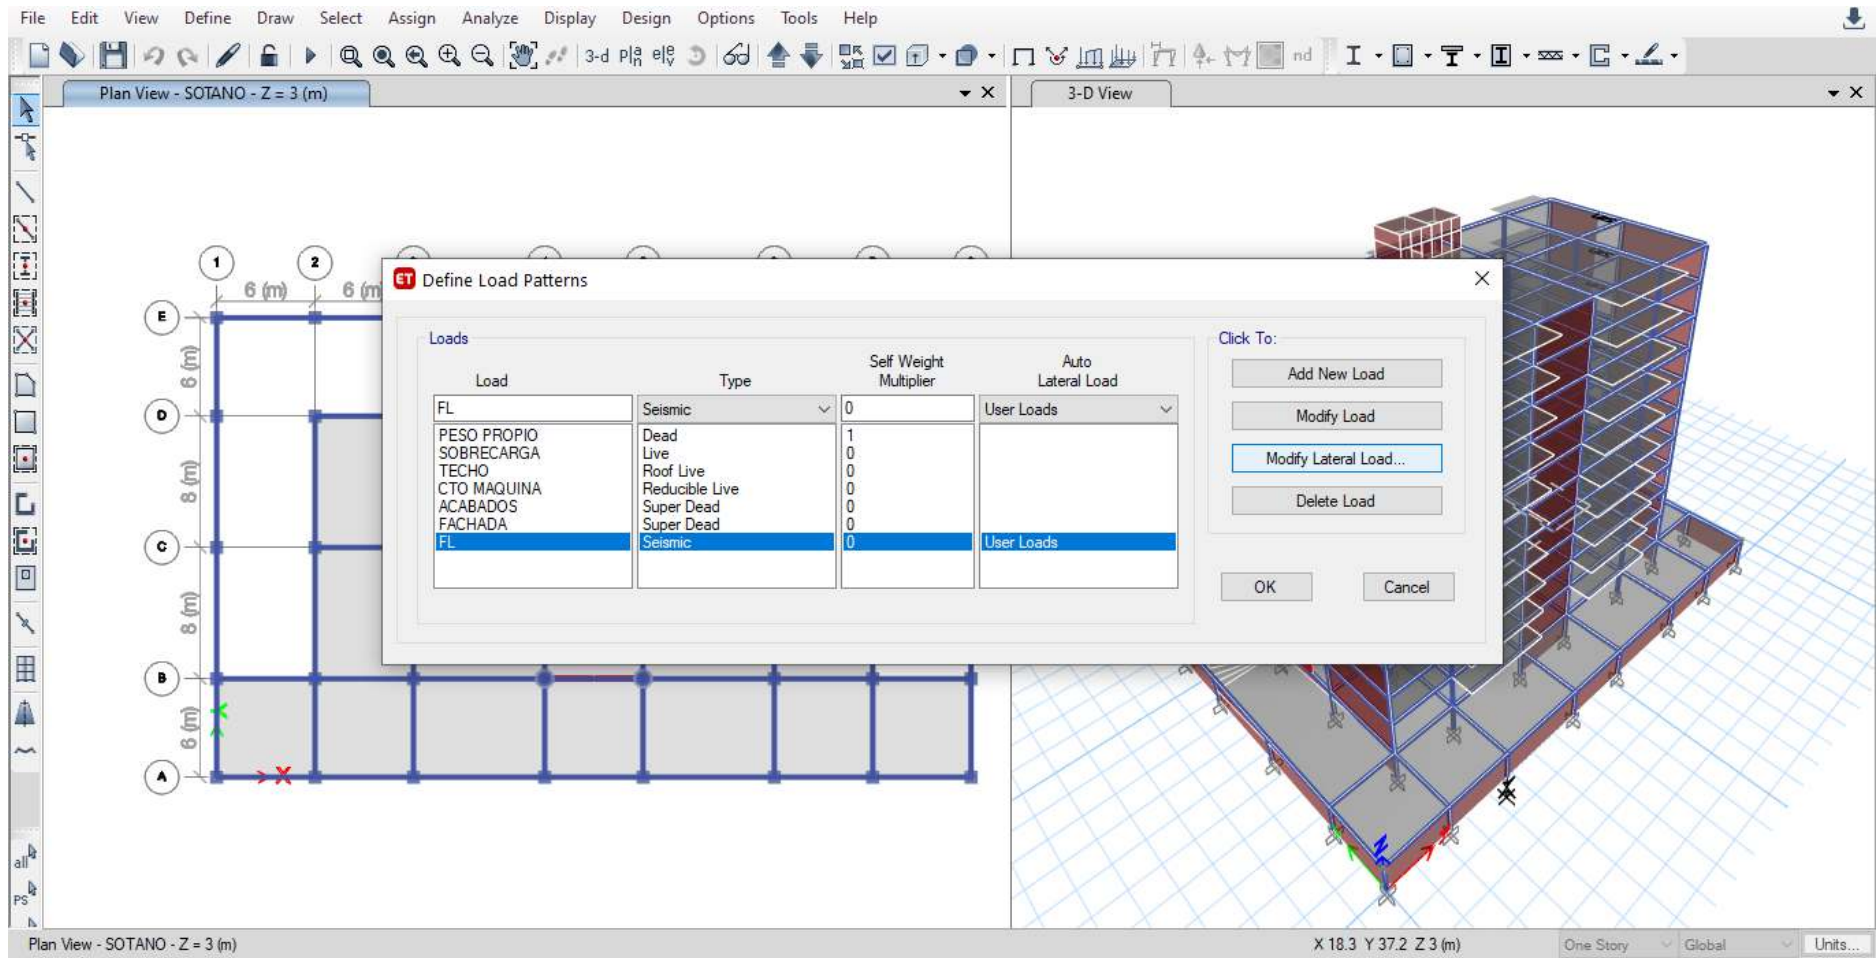 File Edit View Define Draw Select Assign Analyze Display Design Options Tools Help
3-d nd
Plan View - SOTANO - Z = 3 (m)
3-D View
1 2
6 (m) 6 (m
E
6 (m)
D
8 (m)
C
8 (m)
B
6 (m)
A
X
ET Define Load Patterns
Loads
Load Type Self Weight Multiplier Auto Lateral Load
FL Seismic 0 User Loads
PESO PROPIO Dead 1
SOBRECARGA Live 0
TECHO Roof Live 0
CTO MAQUINA Reducible Live 0
ACABADOS Super Dead 0
FACHADA Super Dead 0
FL Seismic 0 User Loads
Click To:
Add New Load
Modify Load
Modify Lateral Load...
Delete Load
OK Cancel
Z
all
PS
Plan View - SOTANO - Z = 3 (m) X 18.3 Y 37.2 Z 3 (m) One Story Global Units...